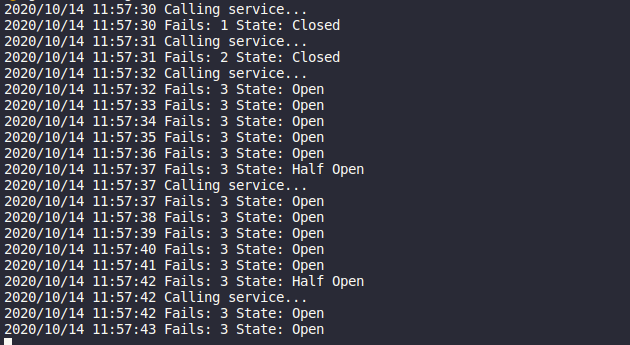 2020/10/14 11:57:30 Calling service...
2020/10/14 11:57:30 Fails: 1 State: Closed
2020/10/14 11:57:31 Calling service...
2020/10/14 11:57:31 Fails: 2 State: Closed
2020/10/14 11:57:32 Calling service...
2020/10/14 11:57:32 Fails: 3 State: Open
2020/10/14 11:57:33 Fails: 3 State: Open
2020/10/14 11:57:34 Fails: 3 State: Open
2020/10/14 11:57:35 Fails: 3 State: Open
2020/10/14 11:57:36 Fails: 3 State: Open
2020/10/14 11:57:37 Fails: 3 State: Half Open
2020/10/14 11:57:37 Calling service...
2020/10/14 11:57:37 Fails: 3 State: Open
2020/10/14 11:57:38 Fails: 3 State: Open
2020/10/14 11:57:39 Fails: 3 State: Open
2020/10/14 11:57:40 Fails: 3 State: Open
2020/10/14 11:57:41 Fails: 3 State: Open
2020/10/14 11:57:42 Fails: 3 State: Half Open
2020/10/14 11:57:42 Calling service...
2020/10/14 11:57:42 Fails: 3 State: Open
2020/10/14 11:57:43 Fails: 3 State: Open